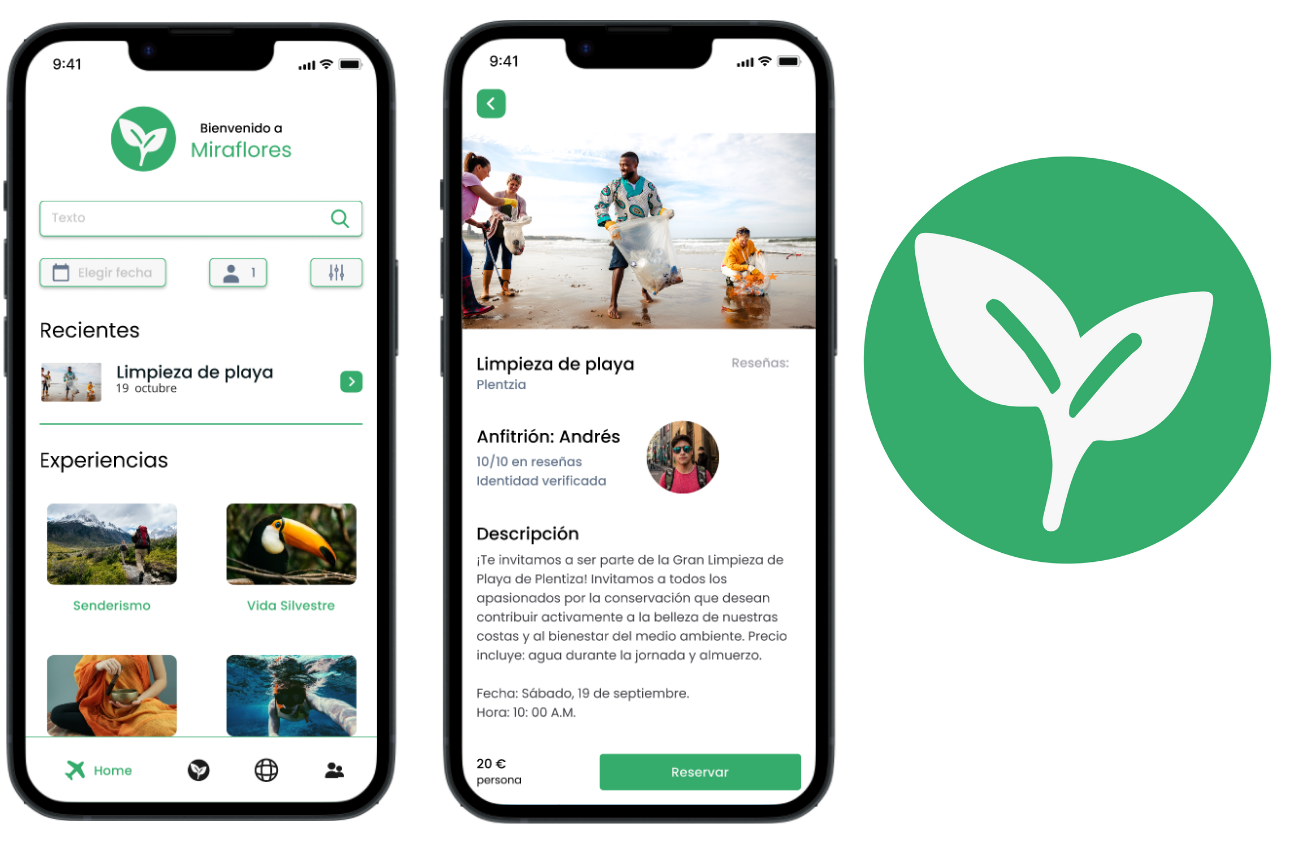 9:41
Bienvenido a
Miraflores
Texto
Elegir fecha
1
Recientes
Limpieza de playa
19 octubre
Experiencias
Senderismo
Vida Silvestre
Home
9:41
Limpieza de playa
Reseñas:
Plentzia
Anfitrión: Andrés
10/10 en reseñas
Identidad verificada
Descripción
¡Te invitamos a ser parte de la Gran Limpieza de
Playa de Plentiza! Invitamos a todos los
apasionados por la conservación que desean
contribuir activamente a la belleza de nuestras
costas y al bienestar del medio ambiente. Precio
incluye: agua durante la jornada y almuerzo.
Fecha: Sábado, 19 de septiembre.
Hora: 10: 00 A.M.
20 €
persona
Reservar